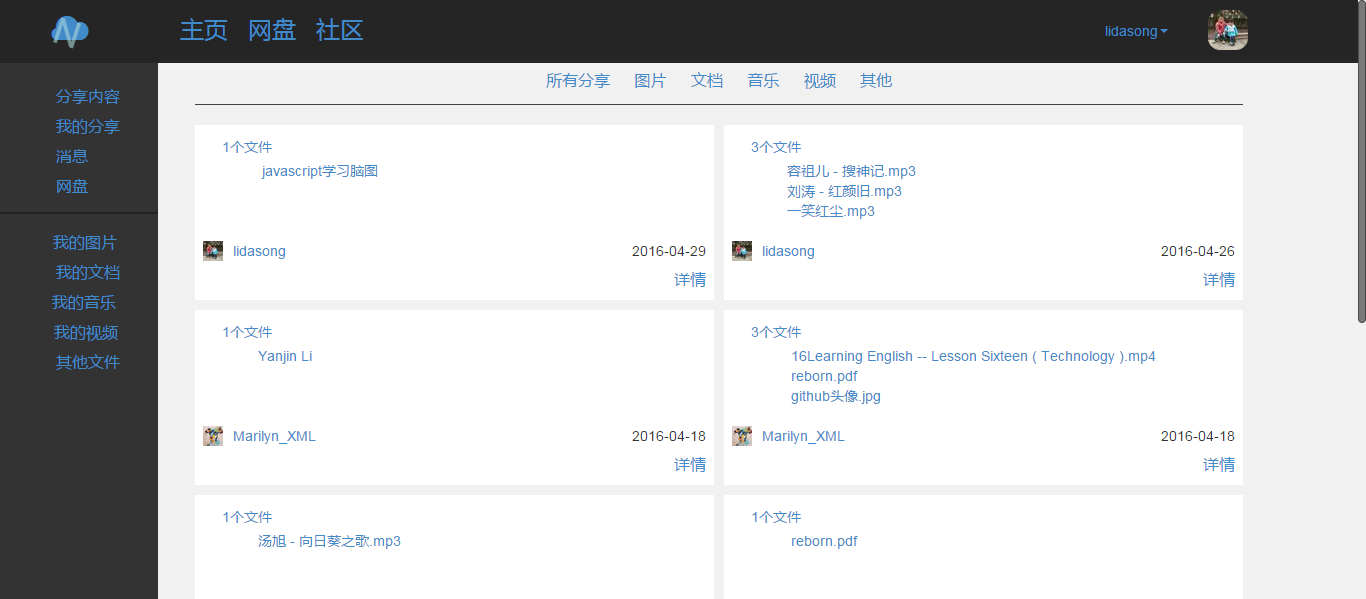 主页 网盘 社区 lidasong
分享内容
我的分享
消息
网盘
我的图片
我的文档
我的音乐
我的视频
其他文件
所有分享 图片 文档 音乐 视频 其他
1个文件
javascript学习脑图
lidasong 2016-04-29
详情
3个文件
容祖儿 - 搜神记.mp3
刘涛 - 红颜旧.mp3
一笑红尘.mp3
lidasong 2016-04-26
详情
1个文件
Yanjin Li
Marilyn_XML 2016-04-18
详情
3个文件
16Learning English -- Lesson Sixteen ( Technology ).mp4
reborn.pdf
github头像.jpg
Marilyn_XML 2016-04-18
详情
1个文件
汤旭 - 向日葵之歌.mp3
1个文件
reborn.pdf